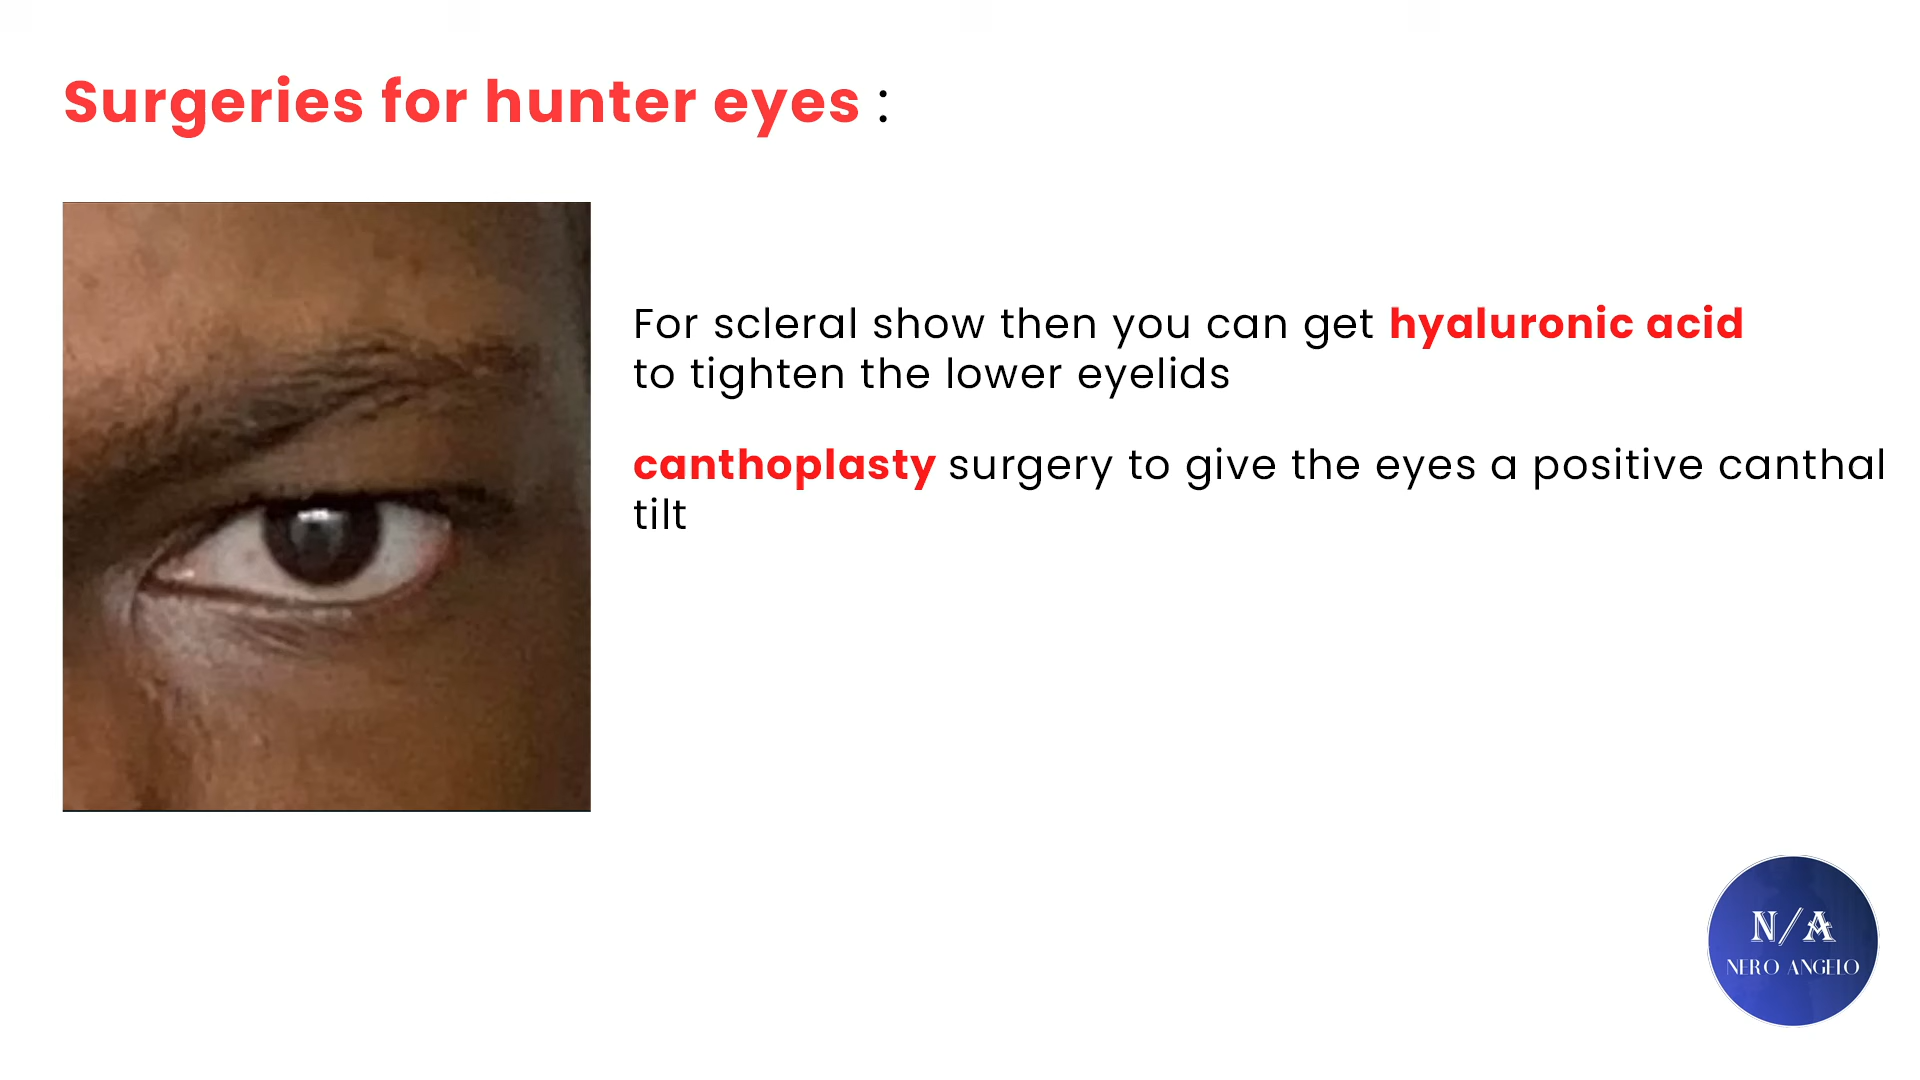 Surgeries for hunter eyes :
For scleral show then you can get hyaluronic acid
to tighten the lower eyelids
canthoplasty surgery to give the eyes a positive canthal
tilt
N/A
NERO ANGELO